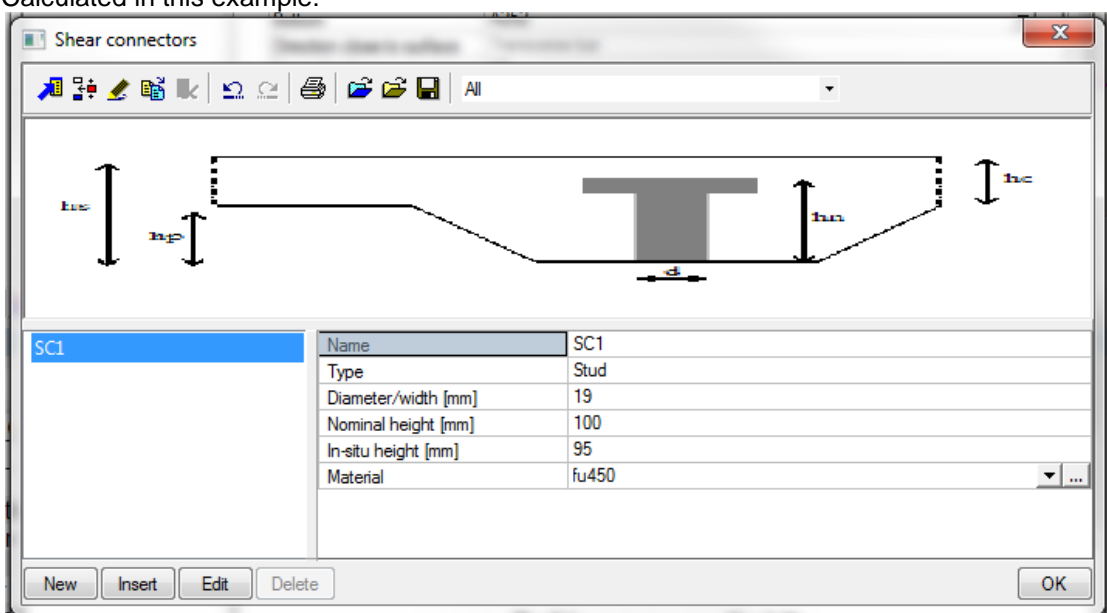 Calculated in this example.
Shear connectors
All
hs
hp
hn
hc
d
SC1
Name SC1
Type Stud
Diameter/width [mm] 19
Nominal height [mm] 100
In-situ height [mm] 95
Material fu450 ...
New Insert Edit Delete OK